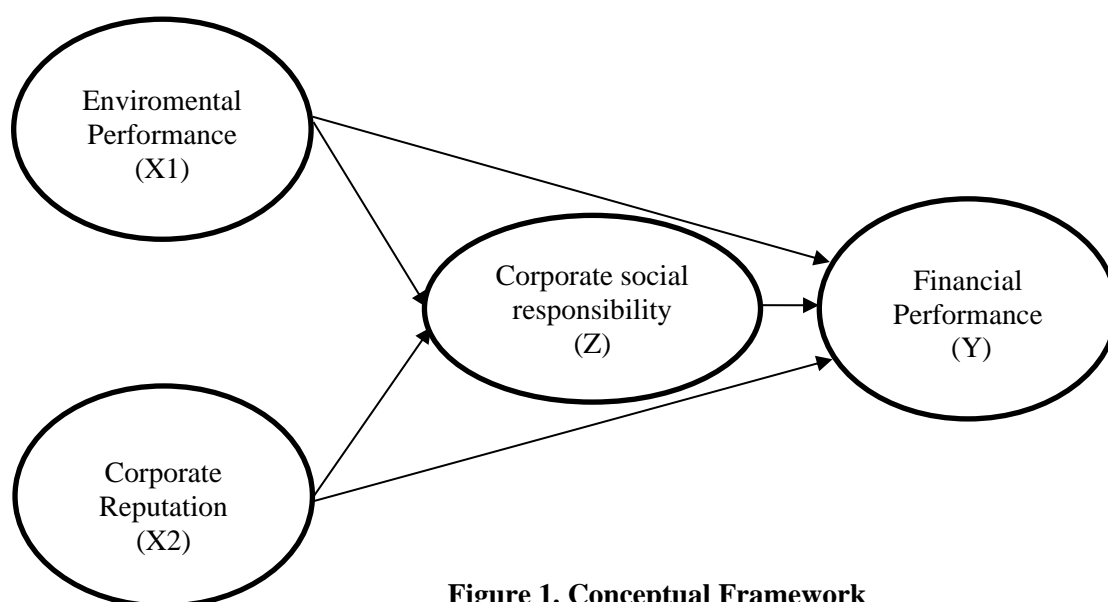 Enviromental
Performance
(X1)
Corporate social
responsibility
(Z)
Financial
Performance
(Y)
Corporate
Reputation
(X2)
Figure 1. Conceptual Framework